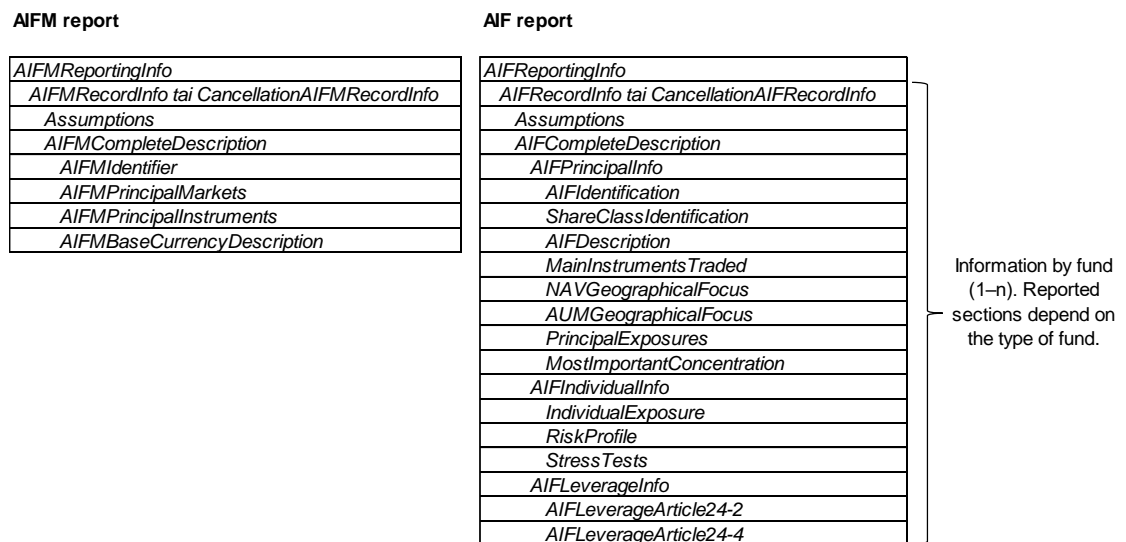 AIFM report
AIFMReportingInfo
AIFMRecordInfo tai CancellationAIFMRecordInfo
Assumptions
AIFMCompleteDescription
AIFMIdentifier
AIFMPrincipalMarkets
AIFMPrincipalInstruments
AIFMBaseCurrencyDescription
AIF report
AIFReportingInfo
AIFRecordInfo tai CancellationAIFRecordInfo
Assumptions
AIFCompleteDescription
AIFPrincipalInfo
AIFIdentification
ShareClassIdentification
AIFDescription
MainInstrumentsTraded
NAVGeographicalFocus
AUMGeographicalFocus
PrincipalExposures
MostImportantConcentration
AIFIndividualInfo
IndividualExposure
RiskProfile
StressTests
AIFLeverageInfo
AIFLeverageArticle24-2
AIFLeverageArticle24-4
Information by fund
(1–n). Reported
sections depend on
the type of fund.